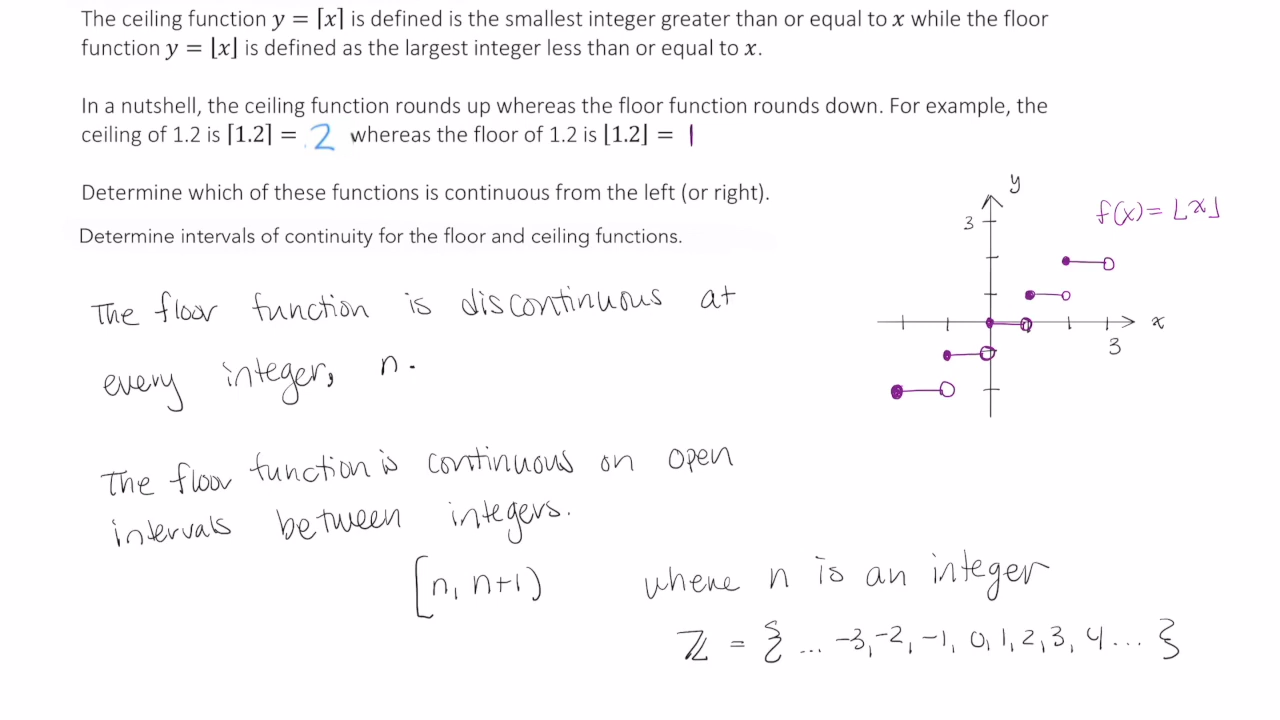 The ceiling function y = ⌈x⌉ is defined is the smallest integer greater than or equal to x while the floor
function y = ⌊x⌋ is defined as the largest integer less than or equal to x.
In a nutshell, the ceiling function rounds up whereas the floor function rounds down. For example, the
ceiling of 1.2 is ⌈1.2⌉ = 2 whereas the floor of 1.2 is ⌊1.2⌋ = 1
Determine which of these functions is continuous from the left (or right).
Determine intervals of continuity for the floor and ceiling functions.
y
3
f(x) = ⌊x⌋
x
3
The floor function is discontinuous at
every integer, n.
The floor function is continuous on open
intervals between integers.
[n, n+1) where n is an integer
ℤ = {... -3, -2, -1, 0, 1, 2, 3, 4 ... }